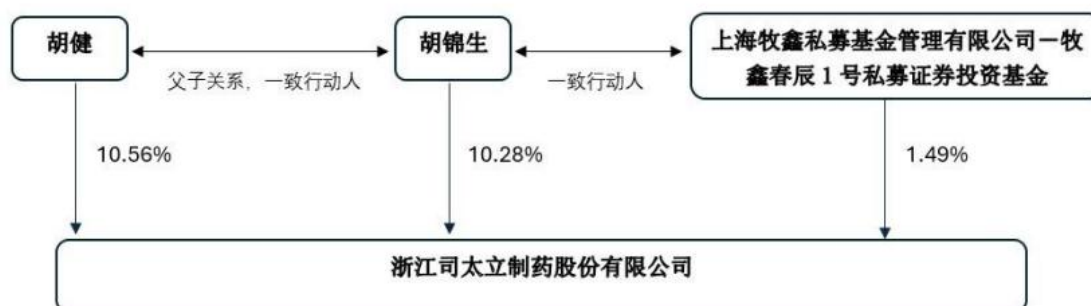 胡健
胡锦生
上海牧鑫私募基金管理有限公司－牧
鑫春辰 1 号私募证券投资基金
父子关系，一致行动人
一致行动人
10.56%
10.28%
1.49%
浙江司太立制药股份有限公司